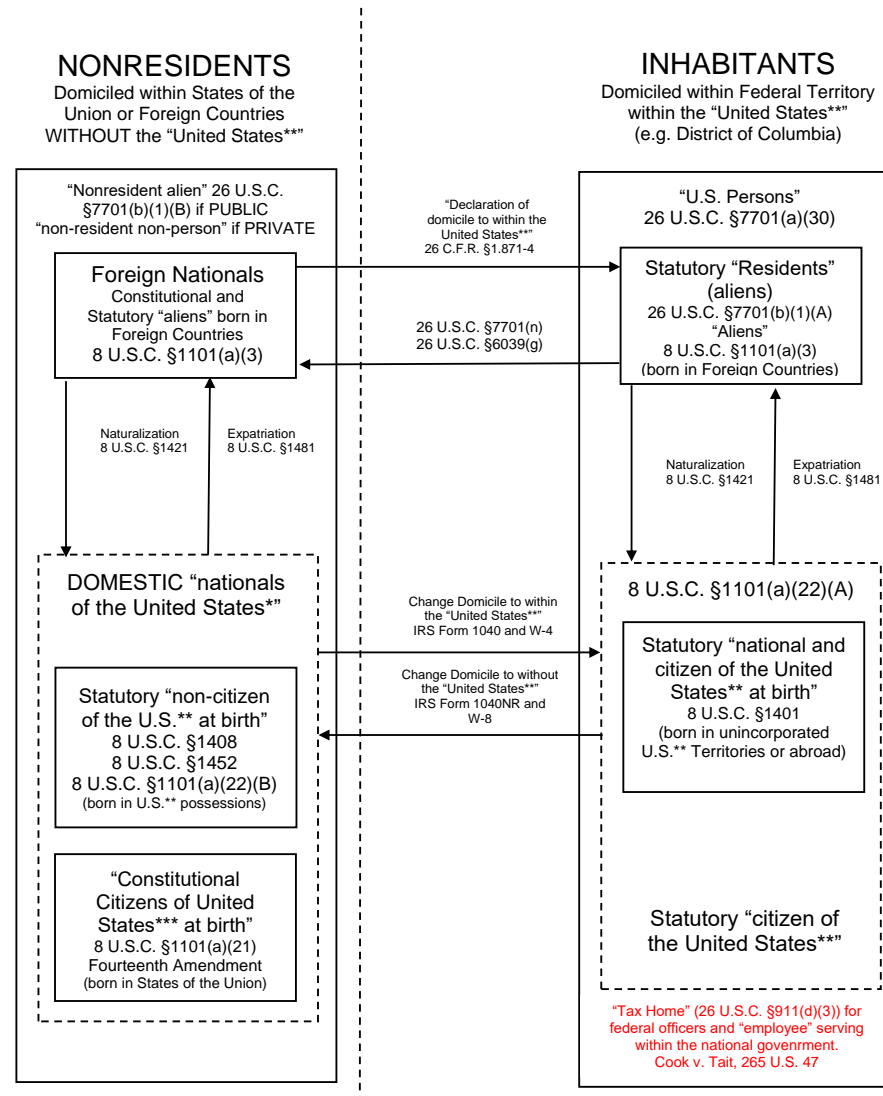 NONRESIDENTS
Domiciled within States of the
Union or Foreign Countries
WITHOUT the “United States**”
INHABITANTS
Domiciled within Federal Territory
within the “United States**”
(e.g. District of Columbia)
“Nonresident alien” 26 U.S.C.
§7701(b)(1)(B) if PUBLIC
“non-resident non-person” if PRIVATE
Foreign Nationals
Constitutional and
Statutory “aliens” born in
Foreign Countries
8 U.S.C. §1101(a)(3)
“Declaration of
domicile to within the
United States**”
26 C.F.R. §1.871-4
26 U.S.C. §7701(n)
26 U.S.C. §6039(g)
“U.S. Persons”
26 U.S.C. §7701(a)(30)
Statutory “Residents”
(aliens)
26 U.S.C. §7701(b)(1)(A)
“Aliens”
8 U.S.C. §1101(a)(3)
(born in Foreign Countries)
Naturalization
8 U.S.C. §1421
Expatriation
8 U.S.C. §1481
Naturalization
8 U.S.C. §1421
Expatriation
8 U.S.C. §1481
DOMESTIC “nationals
of the United States*”
Statutory “non-citizen
of the U.S.** at birth”
8 U.S.C. §1408
8 U.S.C. §1452
8 U.S.C. §1101(a)(22)(B)
(born in U.S.** possessions)
“Constitutional
Citizens of United
States*** at birth”
8 U.S.C. §1101(a)(21)
Fourteenth Amendment
(born in States of the Union)
Change Domicile to within
the “United States**”
IRS Form 1040 and W-4
Change Domicile to without
the “United States**”
IRS Form 1040NR and
W-8
8 U.S.C. §1101(a)(22)(A)
Statutory “national and
citizen of the United
States** at birth”
8 U.S.C. §1401
(born in unincorporated
U.S.** Territories or abroad)
Statutory “citizen of
the United States**”
“Tax Home” (26 U.S.C. §911(d)(3)) for
federal officers and “employee” serving
within the national govenrment.
Cook v. Tait, 265 U.S. 47